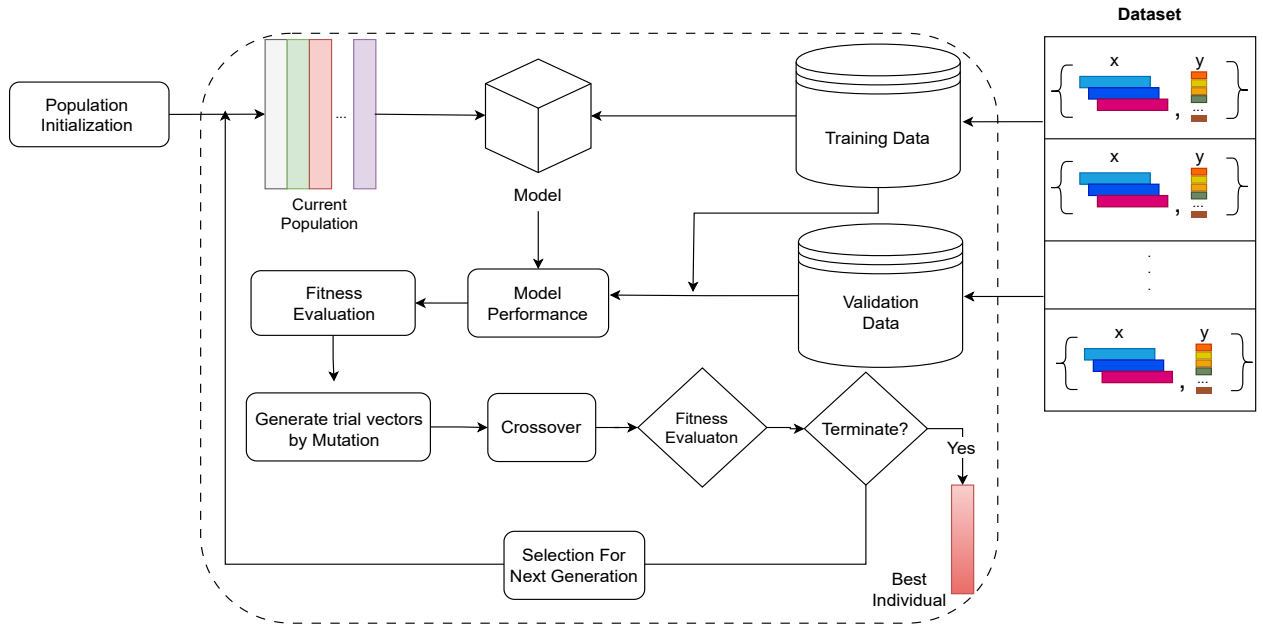 Dataset
Population
Initialization
...
Current
Population
Model
Training Data
x
y
,
...
x
y
,
...
.
.
.
x
y
,
...
Fitness
Evaluation
Model
Performance
Validation
Data
Generate trial vectors
by Mutation
Crossover
Fitness
Evaluaton
Terminate?
Yes
Selection For
Next Generation
Best
Individual